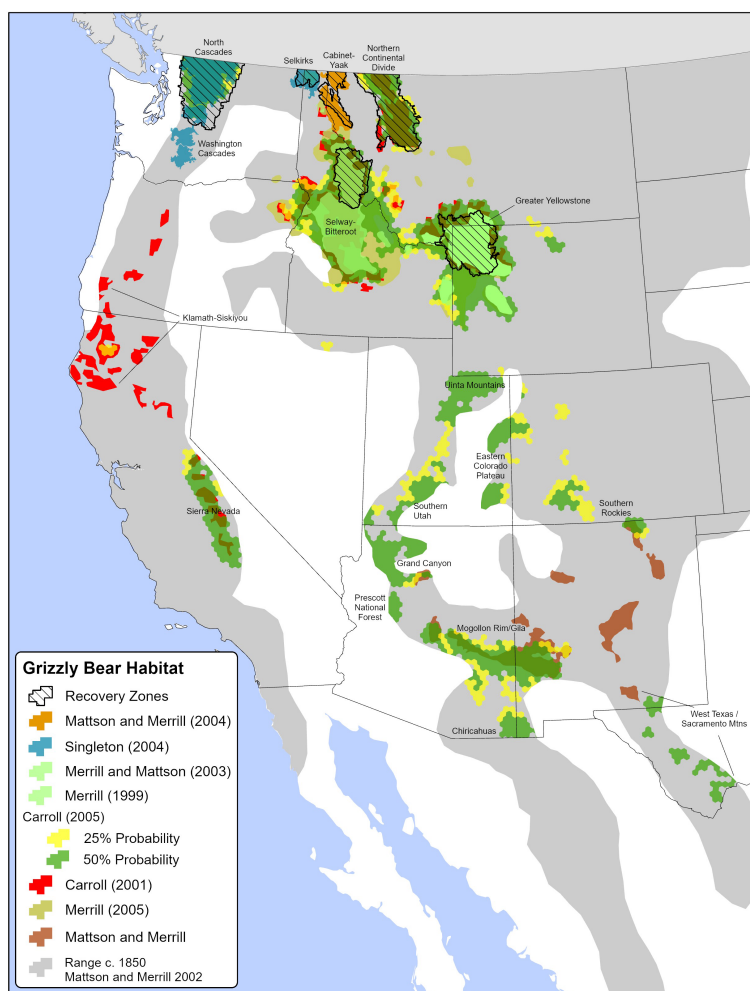 North
Cascades
Selkirks
Cabinet-
Yaak
Northern
Continental
Divide
Washington
Cascades
Greater Yellowstone
Selway-
Bitteroot
Klamath-Siskiyou
Uinta Mountains
Eastern
Colorado
Plateau
Southern
Rockies
Southern
Utah
Sierra Nevada
Grand Canyon
Prescott
National
Forest
Mogollon Rim/Gila
West Texas /
Sacramento Mtns
Chiricahuas
Grizzly Bear Habitat
Recovery Zones
Mattson and Merrill (2004)
Singleton (2004)
Merrill and Mattson (2003)
Merrill (1999)
Carroll (2005)
25% Probability
50% Probability
Carroll (2001)
Merrill (2005)
Mattson and Merrill
Range c. 1850
Mattson and Merrill 2002